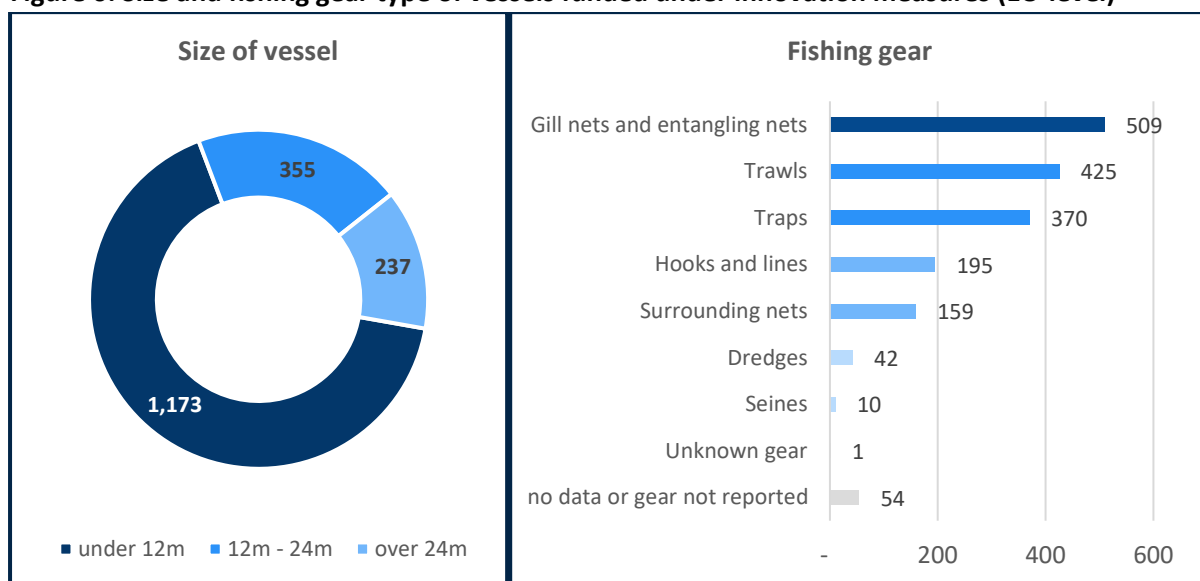 Size of vessel
355
237
1,173
under 12m
12m - 24m
over 24m
Fishing gear
Gill nets and entangling nets 509
Trawls 425
Traps 370
Hooks and lines 195
Surrounding nets 159
Dredges 42
Seines 10
Unknown gear 1
no data or gear not reported 54
- 200 400 600